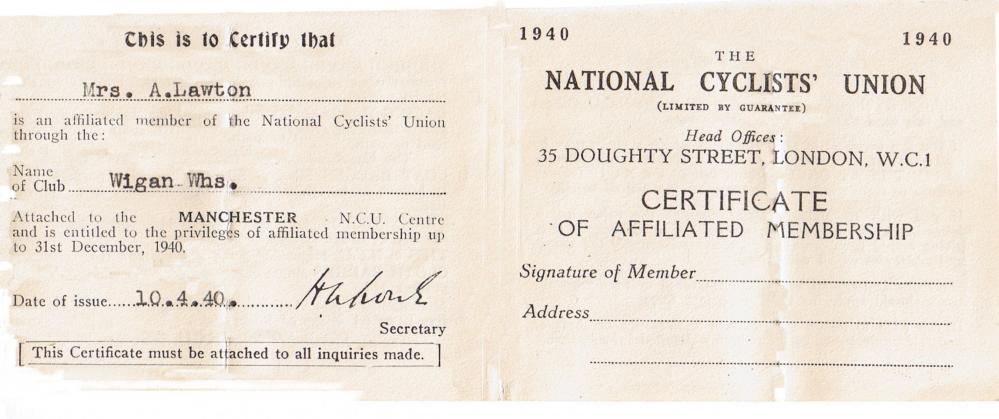 This is to Certify that
Mrs. A.Lawton
is an affiliated member of the National Cyclists' Union
through the:
Name
of Club Wigan Whs.
Attached to the MANCHESTER N.C.U. Centre
and is entitled to the privileges of affiliated membership up
to 31st December, 1940.
Date of issue 10.4.40.
Secretary
This Certificate must be attached to all inquiries made.
1940 1940
THE
NATIONAL CYCLISTS' UNION
(LIMITED BY GUARANTEE)
Head Offices:
35 DOUGHTY STREET, LONDON, W.C.1
CERTIFICATE
OF AFFILIATED MEMBERSHIP
Signature of Member
Address